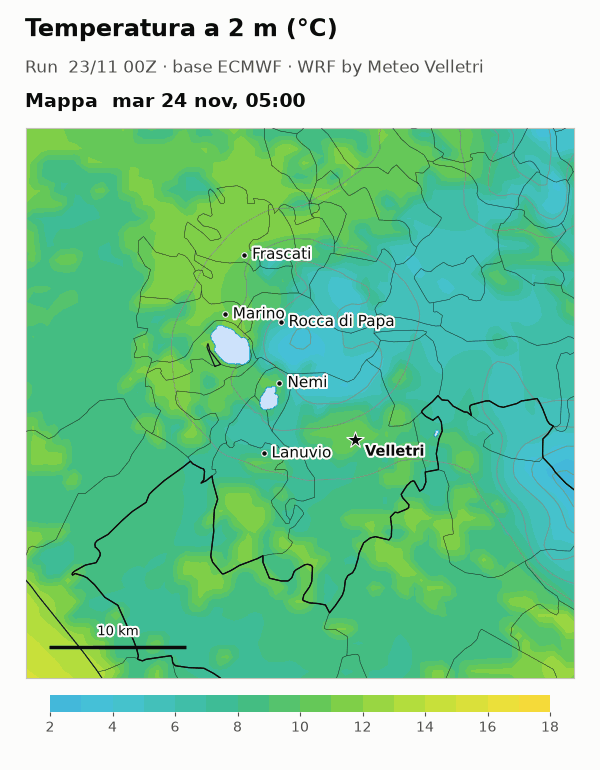 Temperatura a 2 m (°C)
Run  23/11 00Z · base ECMWF · WRF by Meteo Velletri
Mappa  mar 24 nov, 05:00
Frascati
Marino
Rocca di Papa
Nemi
Velletri
Lanuvio
10 km
2 4 6 8 10 12 14 16 18